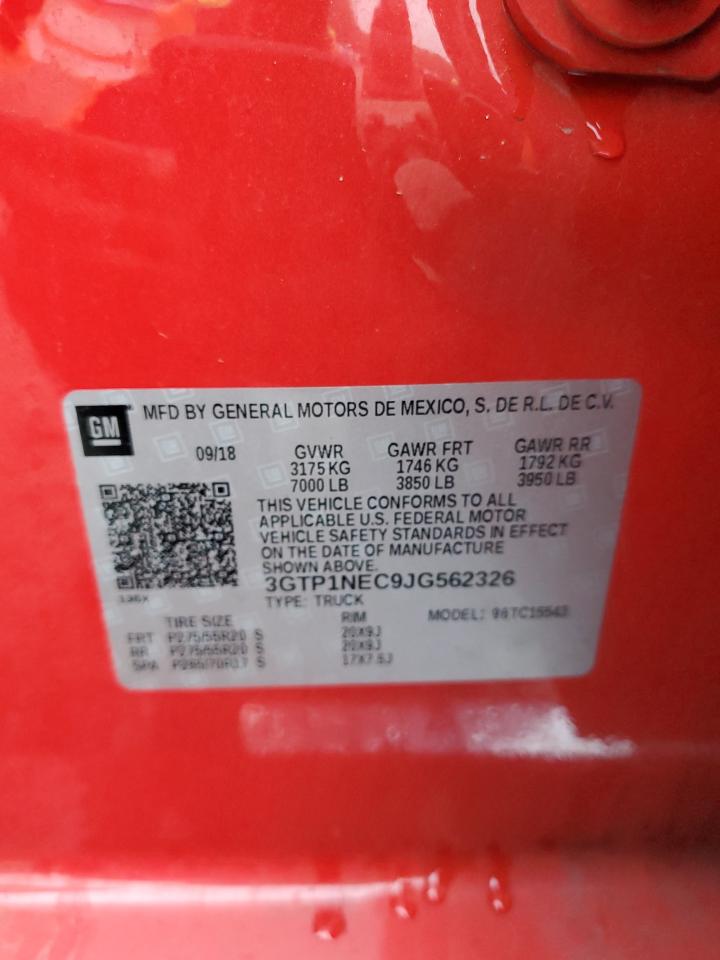 GM
MFD BY GENERAL MOTORS DE MEXICO, S. DE R.L. DE C.V.
09/18 GVWR GAWR FRT GAWR RR
3175 KG 1746 KG 1792 KG
7000 LB 3850 LB 3950 LB
THIS VEHICLE CONFORMS TO ALL
APPLICABLE U.S. FEDERAL MOTOR
VEHICLE SAFETY STANDARDS IN EFFECT
ON THE DATE OF MANUFACTURE
SHOWN ABOVE.
3GTP1NEC9JG562326
TYPE: TRUCK
TIRE SIZE RIM MODEL:
FRT P275/55R20 S 20X9J
RR P275/55R20 S 20X9J
SPA P265/70R17 S 17X7.5J